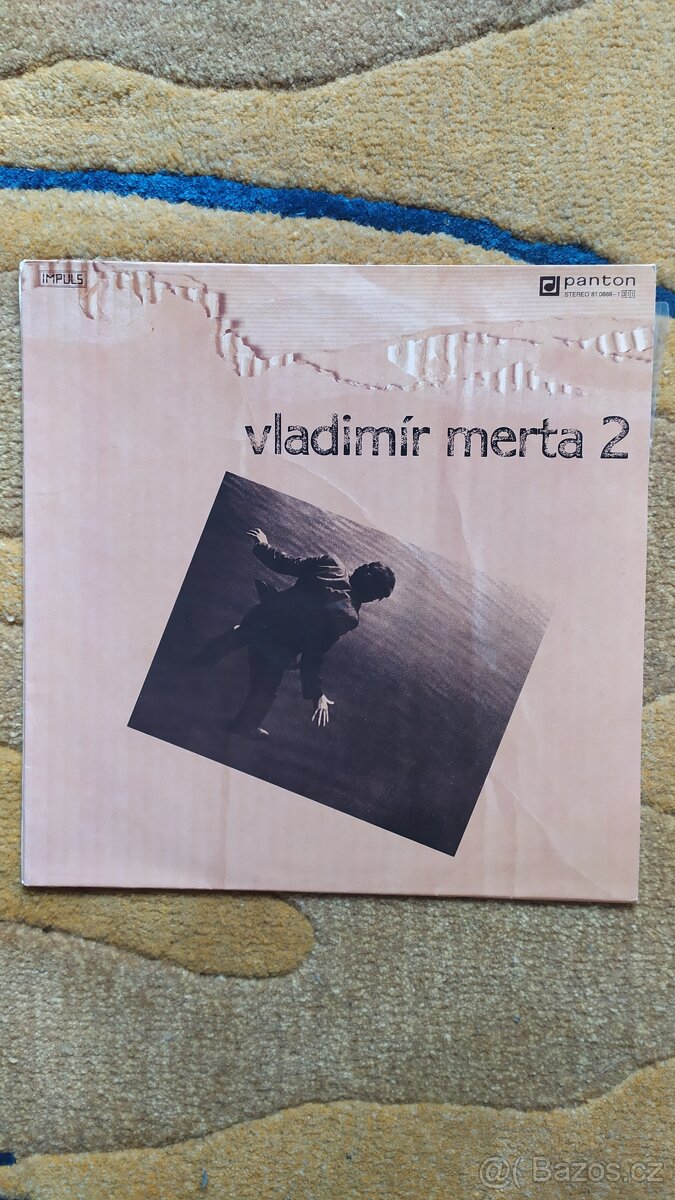 IMPULS
panton
STEREO 81 0888-1
vladimír merta 2
@ Bazos.cz